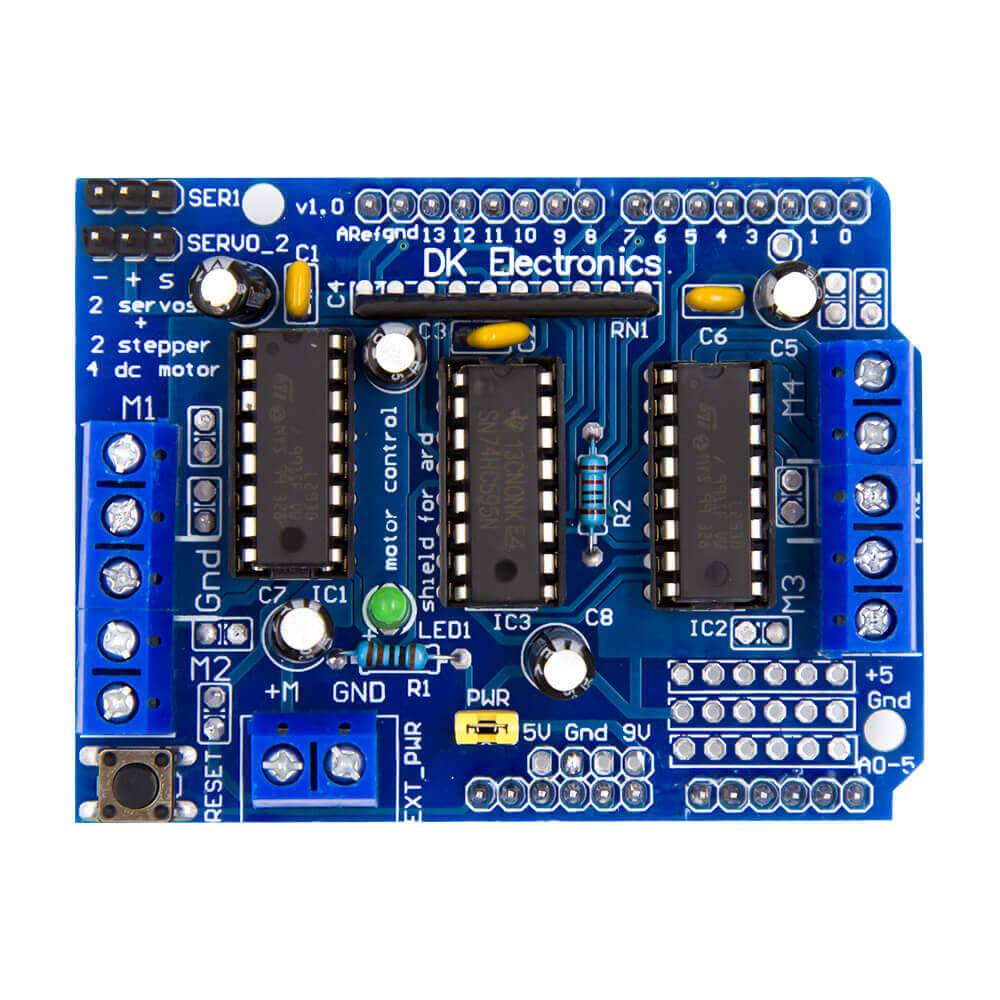 SER1
v1.0
SERVO_2
ARef gnd 13 12 11 10 9 8 7 6 5 4 3 1 0
DK Electronics
- + S
C1
C4
2 servos
+
2 stepper
4 dc motor
C3
RN1
C6
C5
M1
M4
motor control
shield for ard
SN74HC595N
R2
Gnd
M3
C7
IC1
IC3
C8
IC2
+
LED1
M2
+M
GND
R1
PWR
+5
Gnd
5V Gnd 9V
A0-5
RESET
EXT_PWR